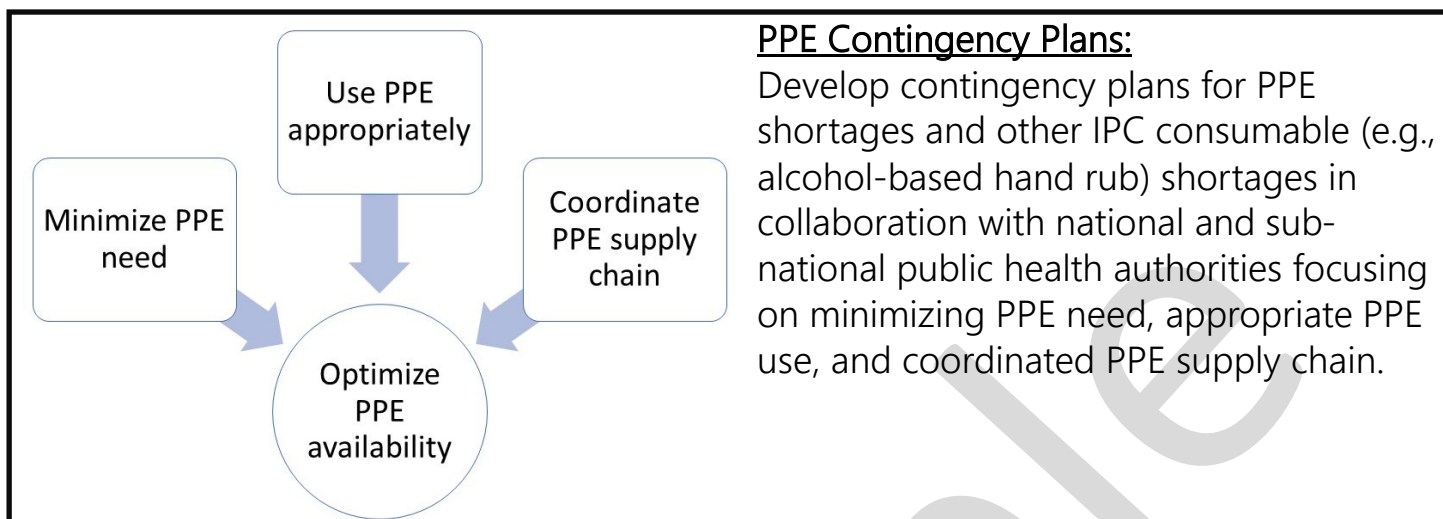 Use PPE
appropriately
Minimize PPE
need
Coordinate
PPE supply
chain
Optimize
PPE
availability
PPE Contingency Plans:
Develop contingency plans for PPE
shortages and other IPC consumable (e.g.,
alcohol-based hand rub) shortages in
collaboration with national and sub-
national public health authorities focusing
on minimizing PPE need, appropriate PPE
use, and coordinated PPE supply chain.